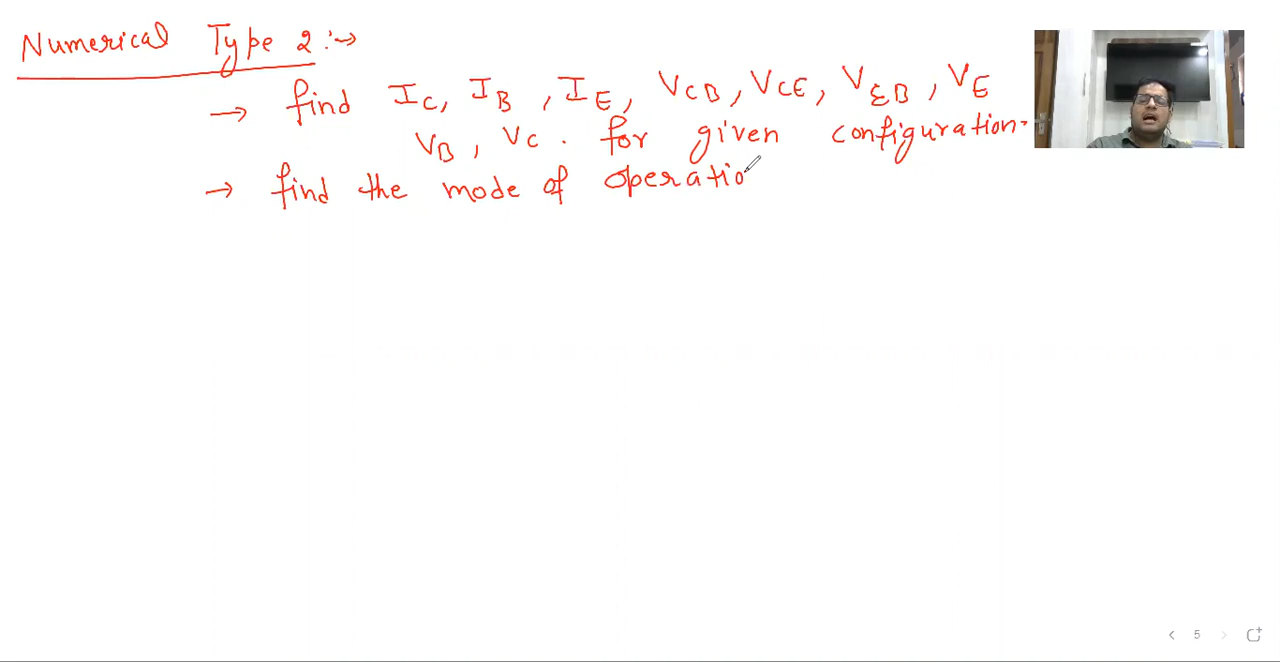 Numerical Type 2 :→
→ find IC, IB, IE, VCB, VCE, VEB, VE
VB, VC. for given configuration.
→ find the mode of operatio
5